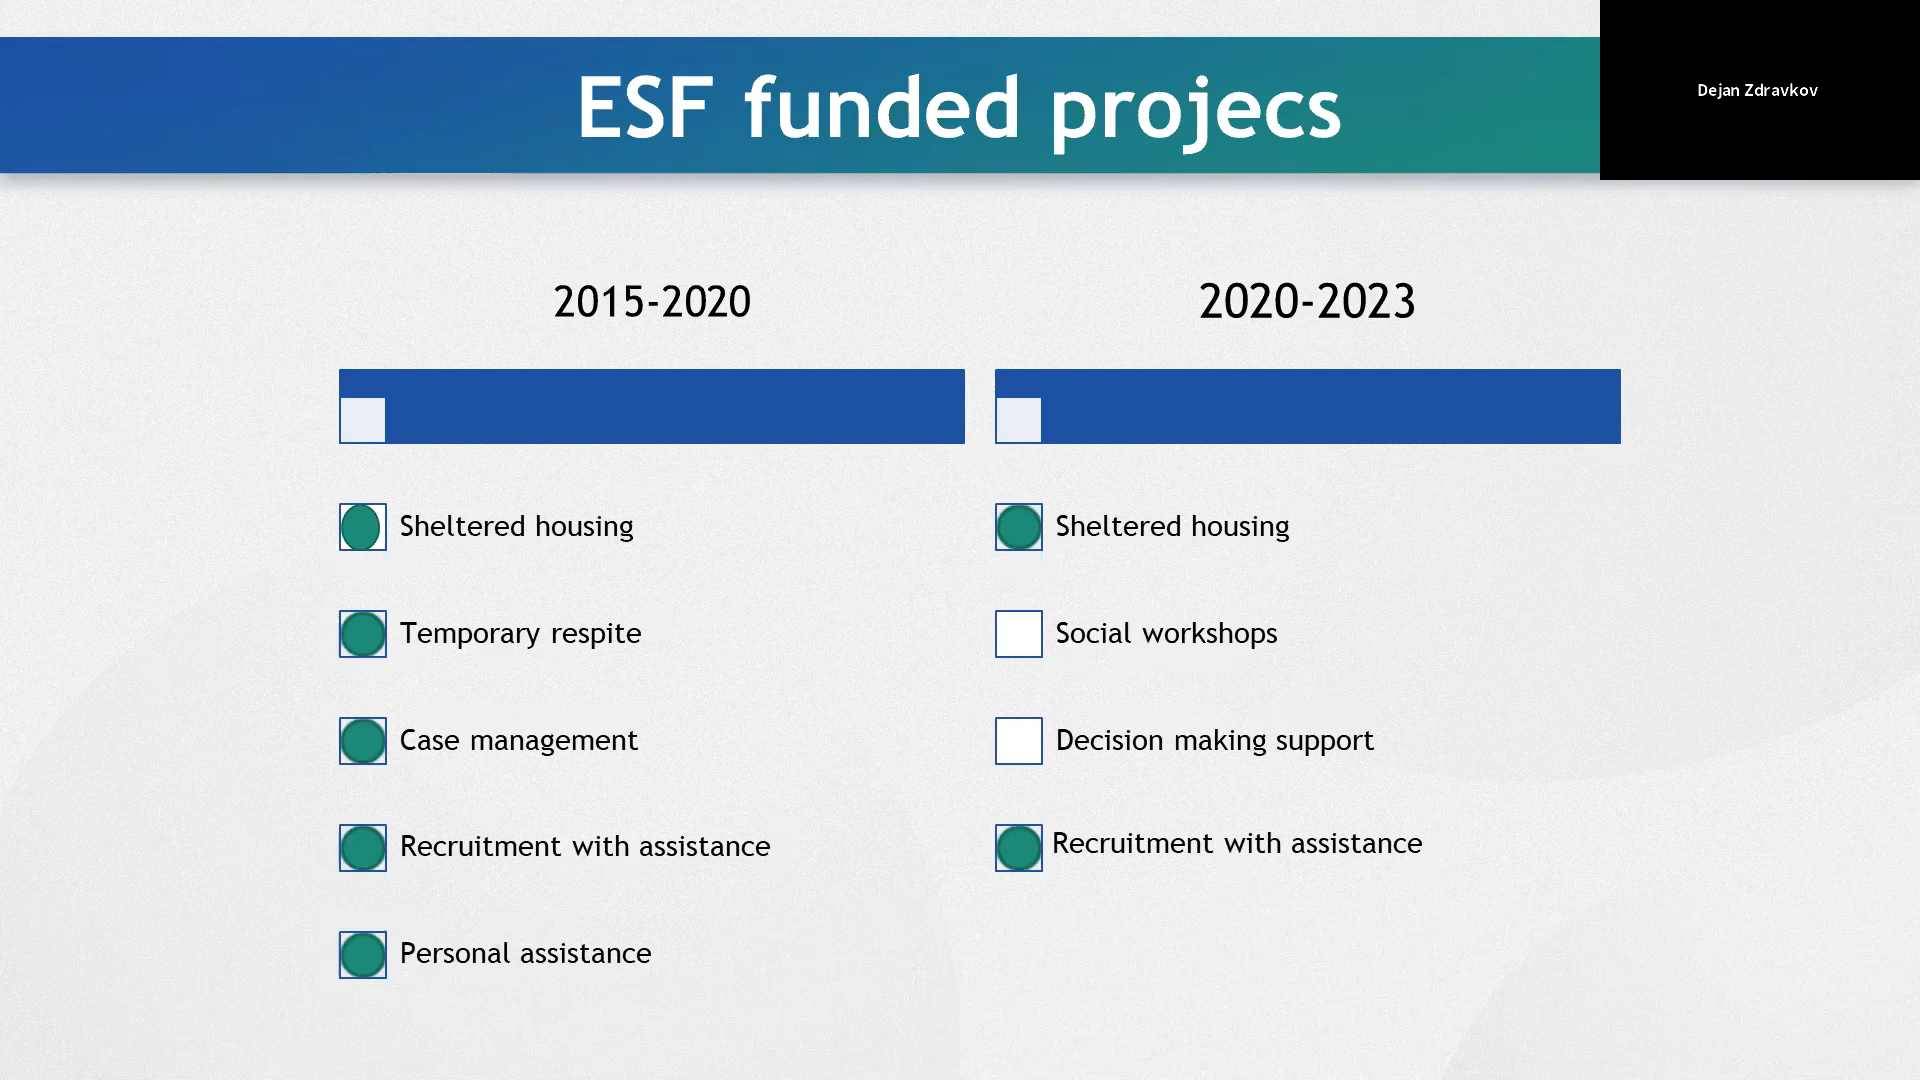 ESF funded projecs
Dejan Zdravkov
2015-2020
Sheltered housing
Temporary respite
Case management
Recruitment with assistance
Personal assistance
2020-2023
Sheltered housing
Social workshops
Decision making support
Recruitment with assistance